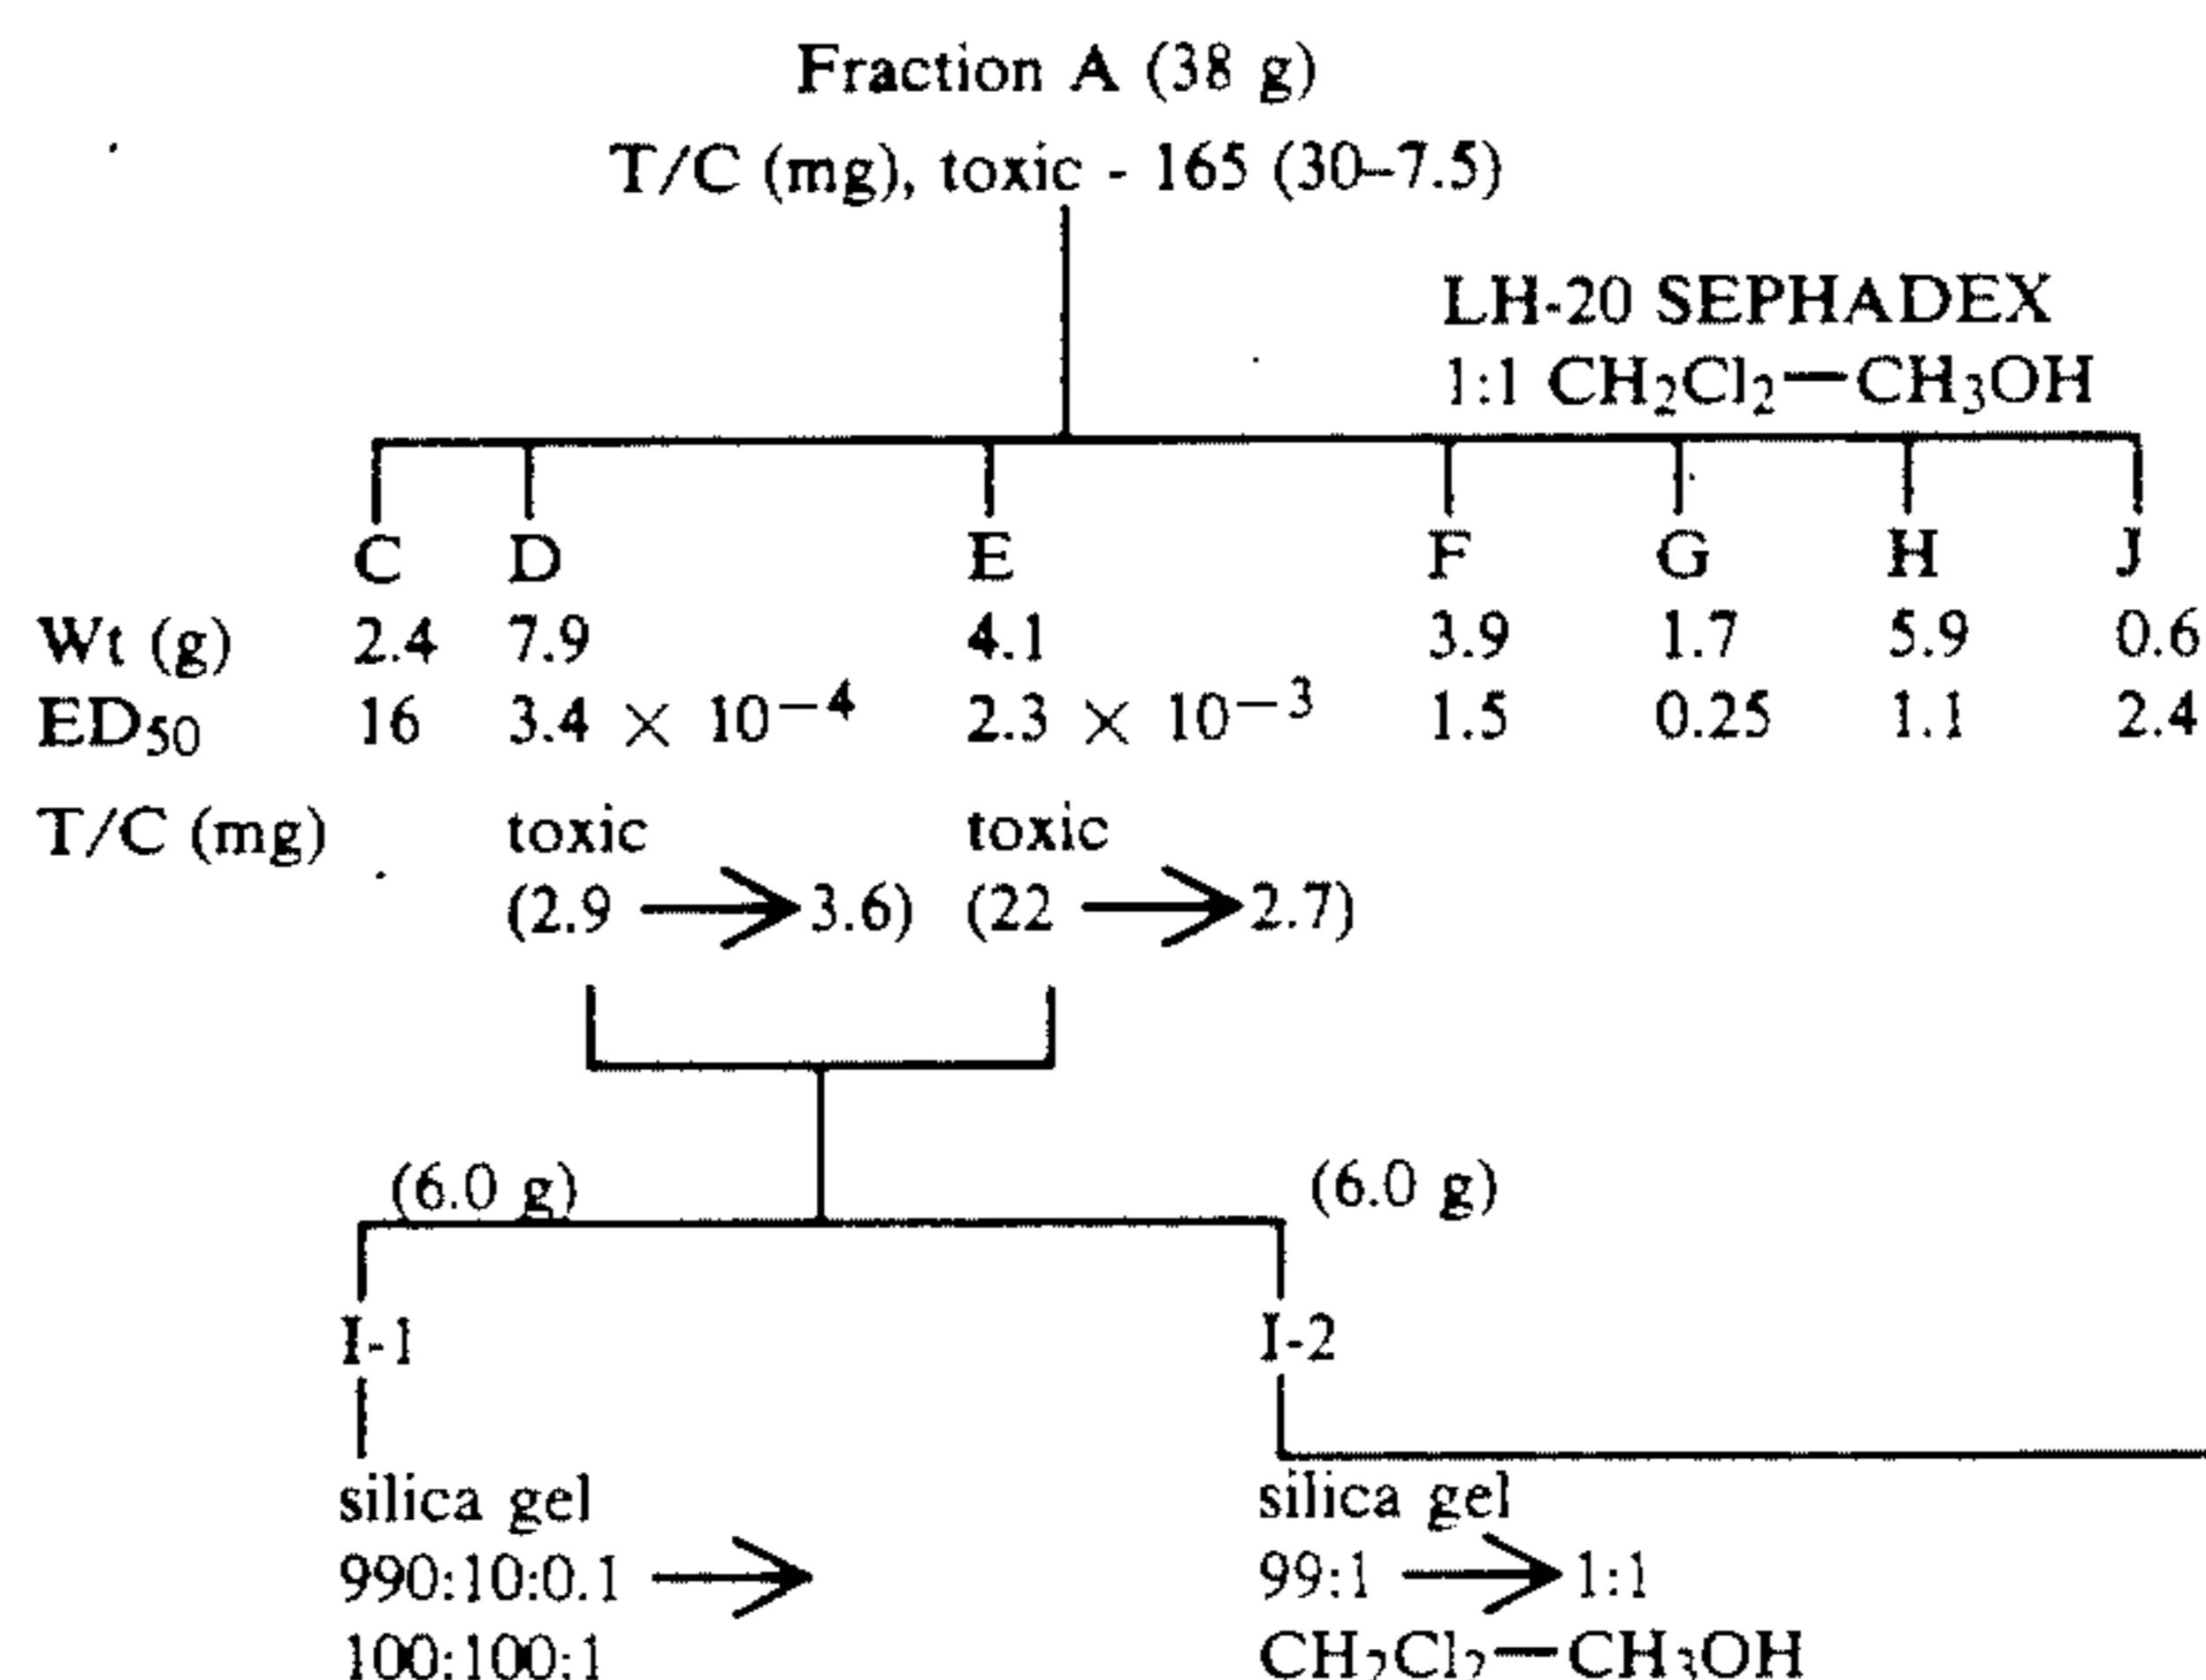 Fraction A (38 g)
T/C (mg), toxic - 165 (30–7.5)
LH-20 SEPHADEX
1:1 CH₂Cl₂—CH₃OH
C D E F G H J
Wt (g) 2.4 7.9 4.1 3.9 1.7 5.9 0.6
ED₅₀ 16 3.4 × 10⁻⁴ 2.3 × 10⁻³ 1.5 0.25 1.1 2.4
T/C (mg) toxic toxic
(2.9 → 3.6) (22 → 2.7)
(6.0 g) (6.0 g)
I-1 I-2
silica gel silica gel
990:10:0.1 → 99:1 → 1:1
100:100:1 CH₂Cl₂—CH₃OH